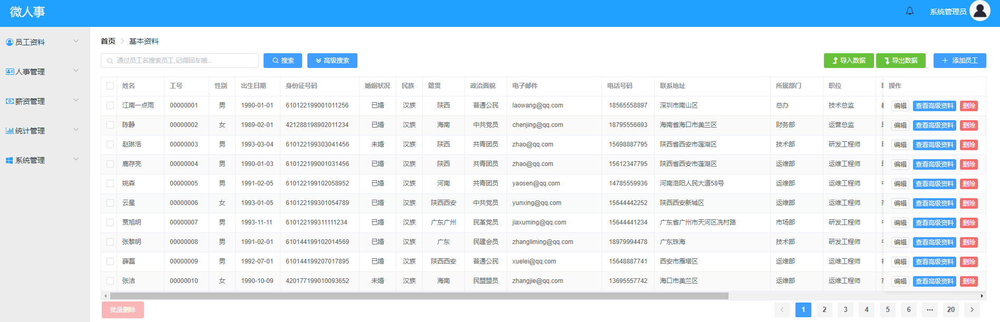 微人事
系统管理员
员工资料
人事管理
薪资管理
统计管理
系统管理
首页 > 基本资料
通过员工名搜索员工,记得回车哦... 搜索 高级搜索 导入数据 导出数据 添加员工
姓名 工号 性别 出生日期 身份证号码 婚姻状况 民族 籍贯 政治面貌 电子邮件 电话号码 联系地址 所属部门 职位 操作
江南一点雨 00000001 男 1990-01-01 610122199001011256 已婚 汉族 陕西 普通公民 laowang@qq.com 18565558897 深圳市南山区 总办 技术总监 编辑 查看高级资料 删除
陈静 00000002 女 1989-02-01 421288198902011234 已婚 汉族 海南 中共党员 chenjing@qq.com 18795556693 海南省海口市美兰区 财务部 运营总监 编辑 查看高级资料 删除
赵琳浩 00000003 男 1993-03-04 610122199303041456 未婚 汉族 陕西 共青团员 zhao@qq.com 15698887795 陕西省西安市莲湖区 技术部 研发工程师 编辑 查看高级资料 删除
鹿存亮 00000004 男 1990-01-03 610122199001031456 已婚 汉族 陕西 共青团员 zhao@qq.com 15612347795 陕西省西安市莲湖区 运维部 运维工程师 编辑 查看高级资料 删除
姚森 00000005 男 1991-02-05 610122199102058952 已婚 汉族 河南 共青团员 yaosen@qq.com 14785559936 河南洛阳人民大道58号 运维部 运维工程师 编辑 查看高级资料 删除
云星 00000006 女 1993-01-05 610122199301054789 已婚 汉族 陕西西安 中共党员 yunxing@qq.com 15644442252 陕西西安新城区 运维部 运维工程师 编辑 查看高级资料 删除
贾旭明 00000007 男 1993-11-11 610122199311111234 已婚 汉族 广东广州 民革党员 jiaxuming@qq.com 15644441234 广东省广州市天河区冼村路 市场部 研发工程师 编辑 查看高级资料 删除
张黎明 00000008 男 1991-02-01 610144199102014569 已婚 汉族 广东 民建会员 zhangliming@qq.com 18979994478 广东珠海 技术部 研发工程师 编辑 查看高级资料 删除
薛磊 00000009 男 1992-07-01 610144199207017895 已婚 汉族 陕西西安 普通公民 xuelei@qq.com 15648887741 西安市雁塔区 运维部 运维工程师 编辑 查看高级资料 删除
张洁 00000010 女 1990-10-09 420177199010093652 未婚 汉族 海南 民盟盟员 zhangjie@qq.com 13695557742 海口市美兰区 运维部 运维工程师 编辑 查看高级资料 删除
批量删除 1 2 3 4 5 6 ... 20